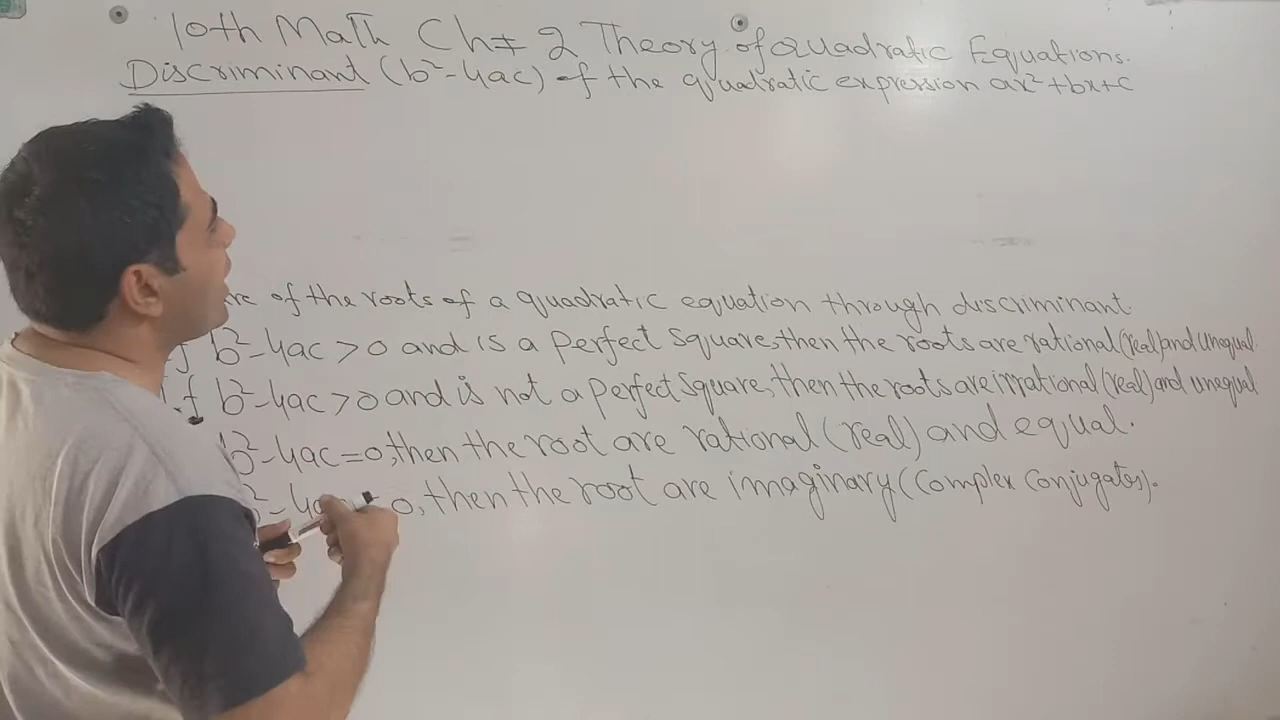 10th Math Ch# 2 Theory of Quadratic Equations.
Discriminant (b²-4ac) of the quadratic expression ax²+bx+c
of the roots of a quadratic equation through discriminant.
b²-4ac > 0 and is a perfect square, then the roots are rational (real) and unequal.
If b²-4ac > 0 and is not a perfect square, then the roots are irrational (real) and unequal
b²-4ac = 0, then the root are rational (real) and equal.
0, then the root are imaginary (complex conjugates).